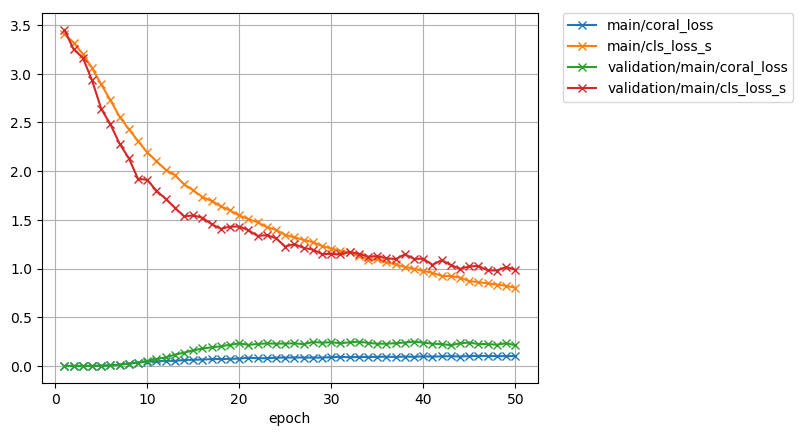 3.5
3.0
2.5
2.0
1.5
1.0
0.5
0.0
0 10 20 30 40 50
epoch
main/coral_loss
main/cls_loss_s
validation/main/coral_loss
validation/main/cls_loss_s